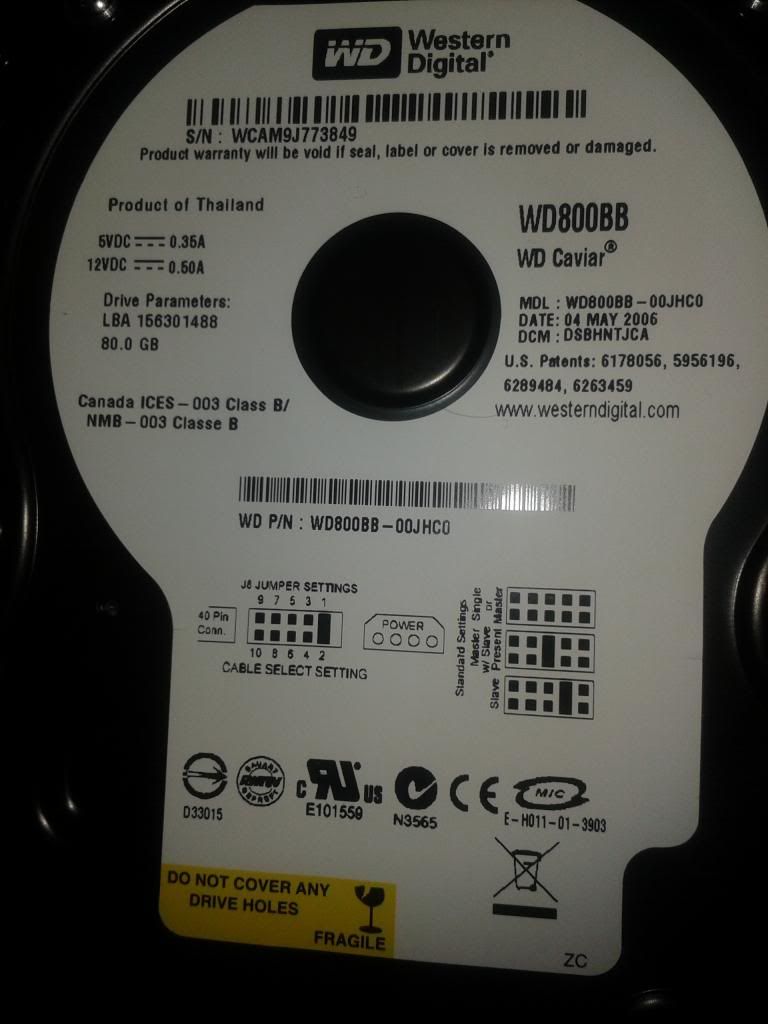 WD Western
Digital®
S/N : WCAM9J773849
Product warranty will be void if seal, label or cover is removed or damaged.
Product of Thailand
5VDC 0.35A
12VDC 0.50A
Drive Parameters:
LBA 156301488
80.0 GB
Canada ICES-003 Class B/
NMB-003 Classe B
WD800BB
WD Caviar®
MDL : WD800BB-00JHC0
DATE: 04 MAY 2006
DCM : DSBHNTJCA
U.S. Patents: 6178056, 5956196,
6289484, 6263459
www.westerndigital.com
WD P/N : WD800BB-00JHC0
J8 JUMPER SETTINGS
9 7 5 3 1
40 Pin
Conn.
10 8 6 4 2
CABLE SELECT SETTING
POWER
Standard Settings
Single
or
Master
Master
w/ Slave
Present
Slave
D33015
C UR US
E101559
N3565
CE
MIC
E-H011-01-3903
DO NOT COVER ANY
DRIVE HOLES
FRAGILE
ZC